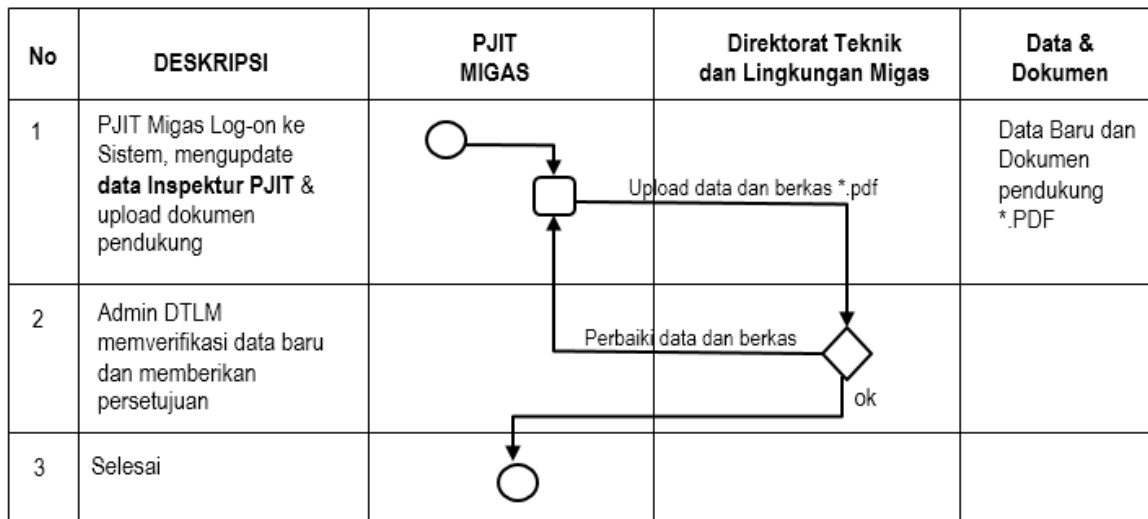 No
DESKRIPSI
PJIT
MIGAS
Direktorat Teknik
dan Lingkungan Migas
Data &
Dokumen
1
PJIT Migas Log-on ke
Sistem, mengupdate
data Inspektur PJIT &
upload dokumen
pendukung
Upload data dan berkas *.pdf
Data Baru dan
Dokumen
pendukung
*.PDF
2
Admin DTLM
memverifikasi data baru
dan memberikan
persetujuan
Perbaiki data dan berkas
ok
3
Selesai